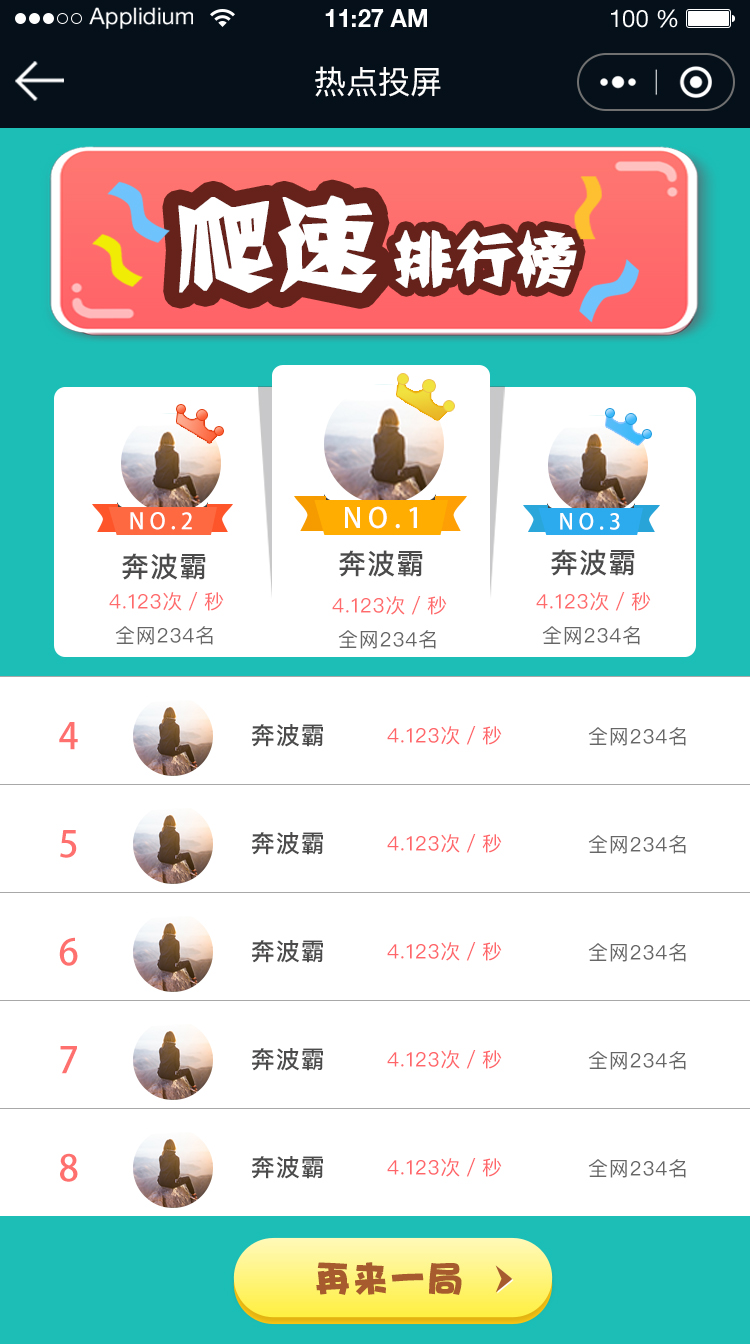 Applidium 11:27 AM 100 %
热点投屏
爬速排行榜
NO.2
奔波霸
4.123次 / 秒
全网234名
NO.1
奔波霸
4.123次 / 秒
全网234名
NO.3
奔波霸
4.123次 / 秒
全网234名
4 奔波霸 4.123次 / 秒 全网234名
5 奔波霸 4.123次 / 秒 全网234名
6 奔波霸 4.123次 / 秒 全网234名
7 奔波霸 4.123次 / 秒 全网234名
8 奔波霸 4.123次 / 秒 全网234名
再来一局